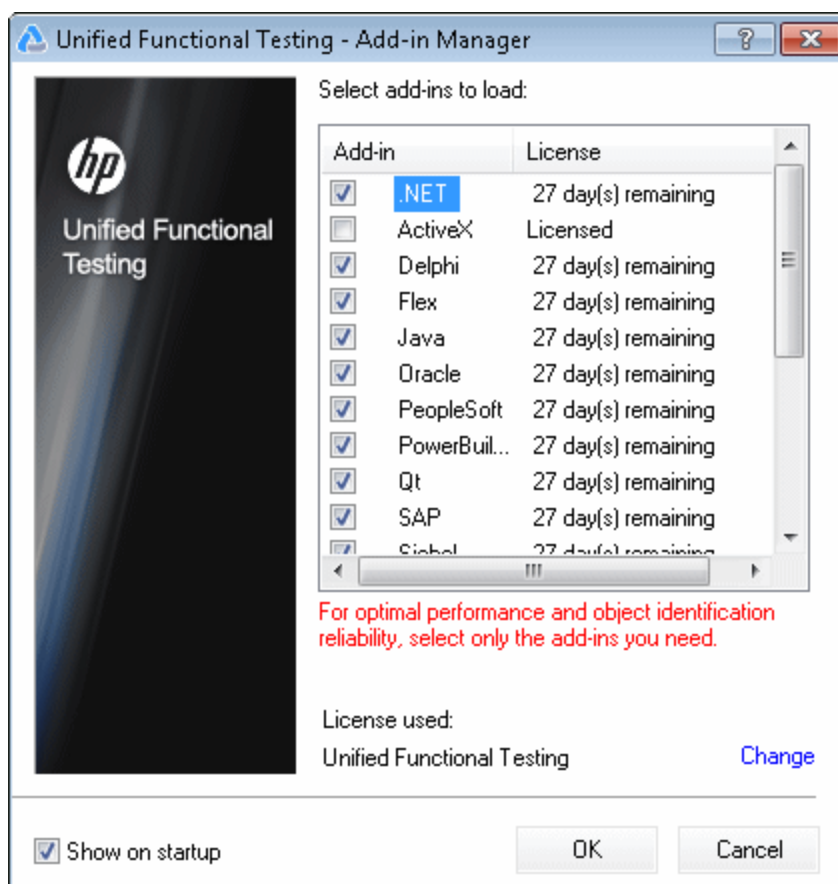 Unified Functional Testing - Add-in Manager
?
hp
Unified Functional
Testing
Select add-ins to load:
Add-in License
.NET 27 day(s) remaining
ActiveX Licensed
Delphi 27 day(s) remaining
Flex 27 day(s) remaining
Java 27 day(s) remaining
Oracle 27 day(s) remaining
PeopleSoft 27 day(s) remaining
PowerBuil... 27 day(s) remaining
Qt 27 day(s) remaining
SAP 27 day(s) remaining
Siebel 27 day(s) remaining
For optimal performance and object identification
reliability, select only the add-ins you need.
License used:
Unified Functional Testing Change
Show on startup OK Cancel